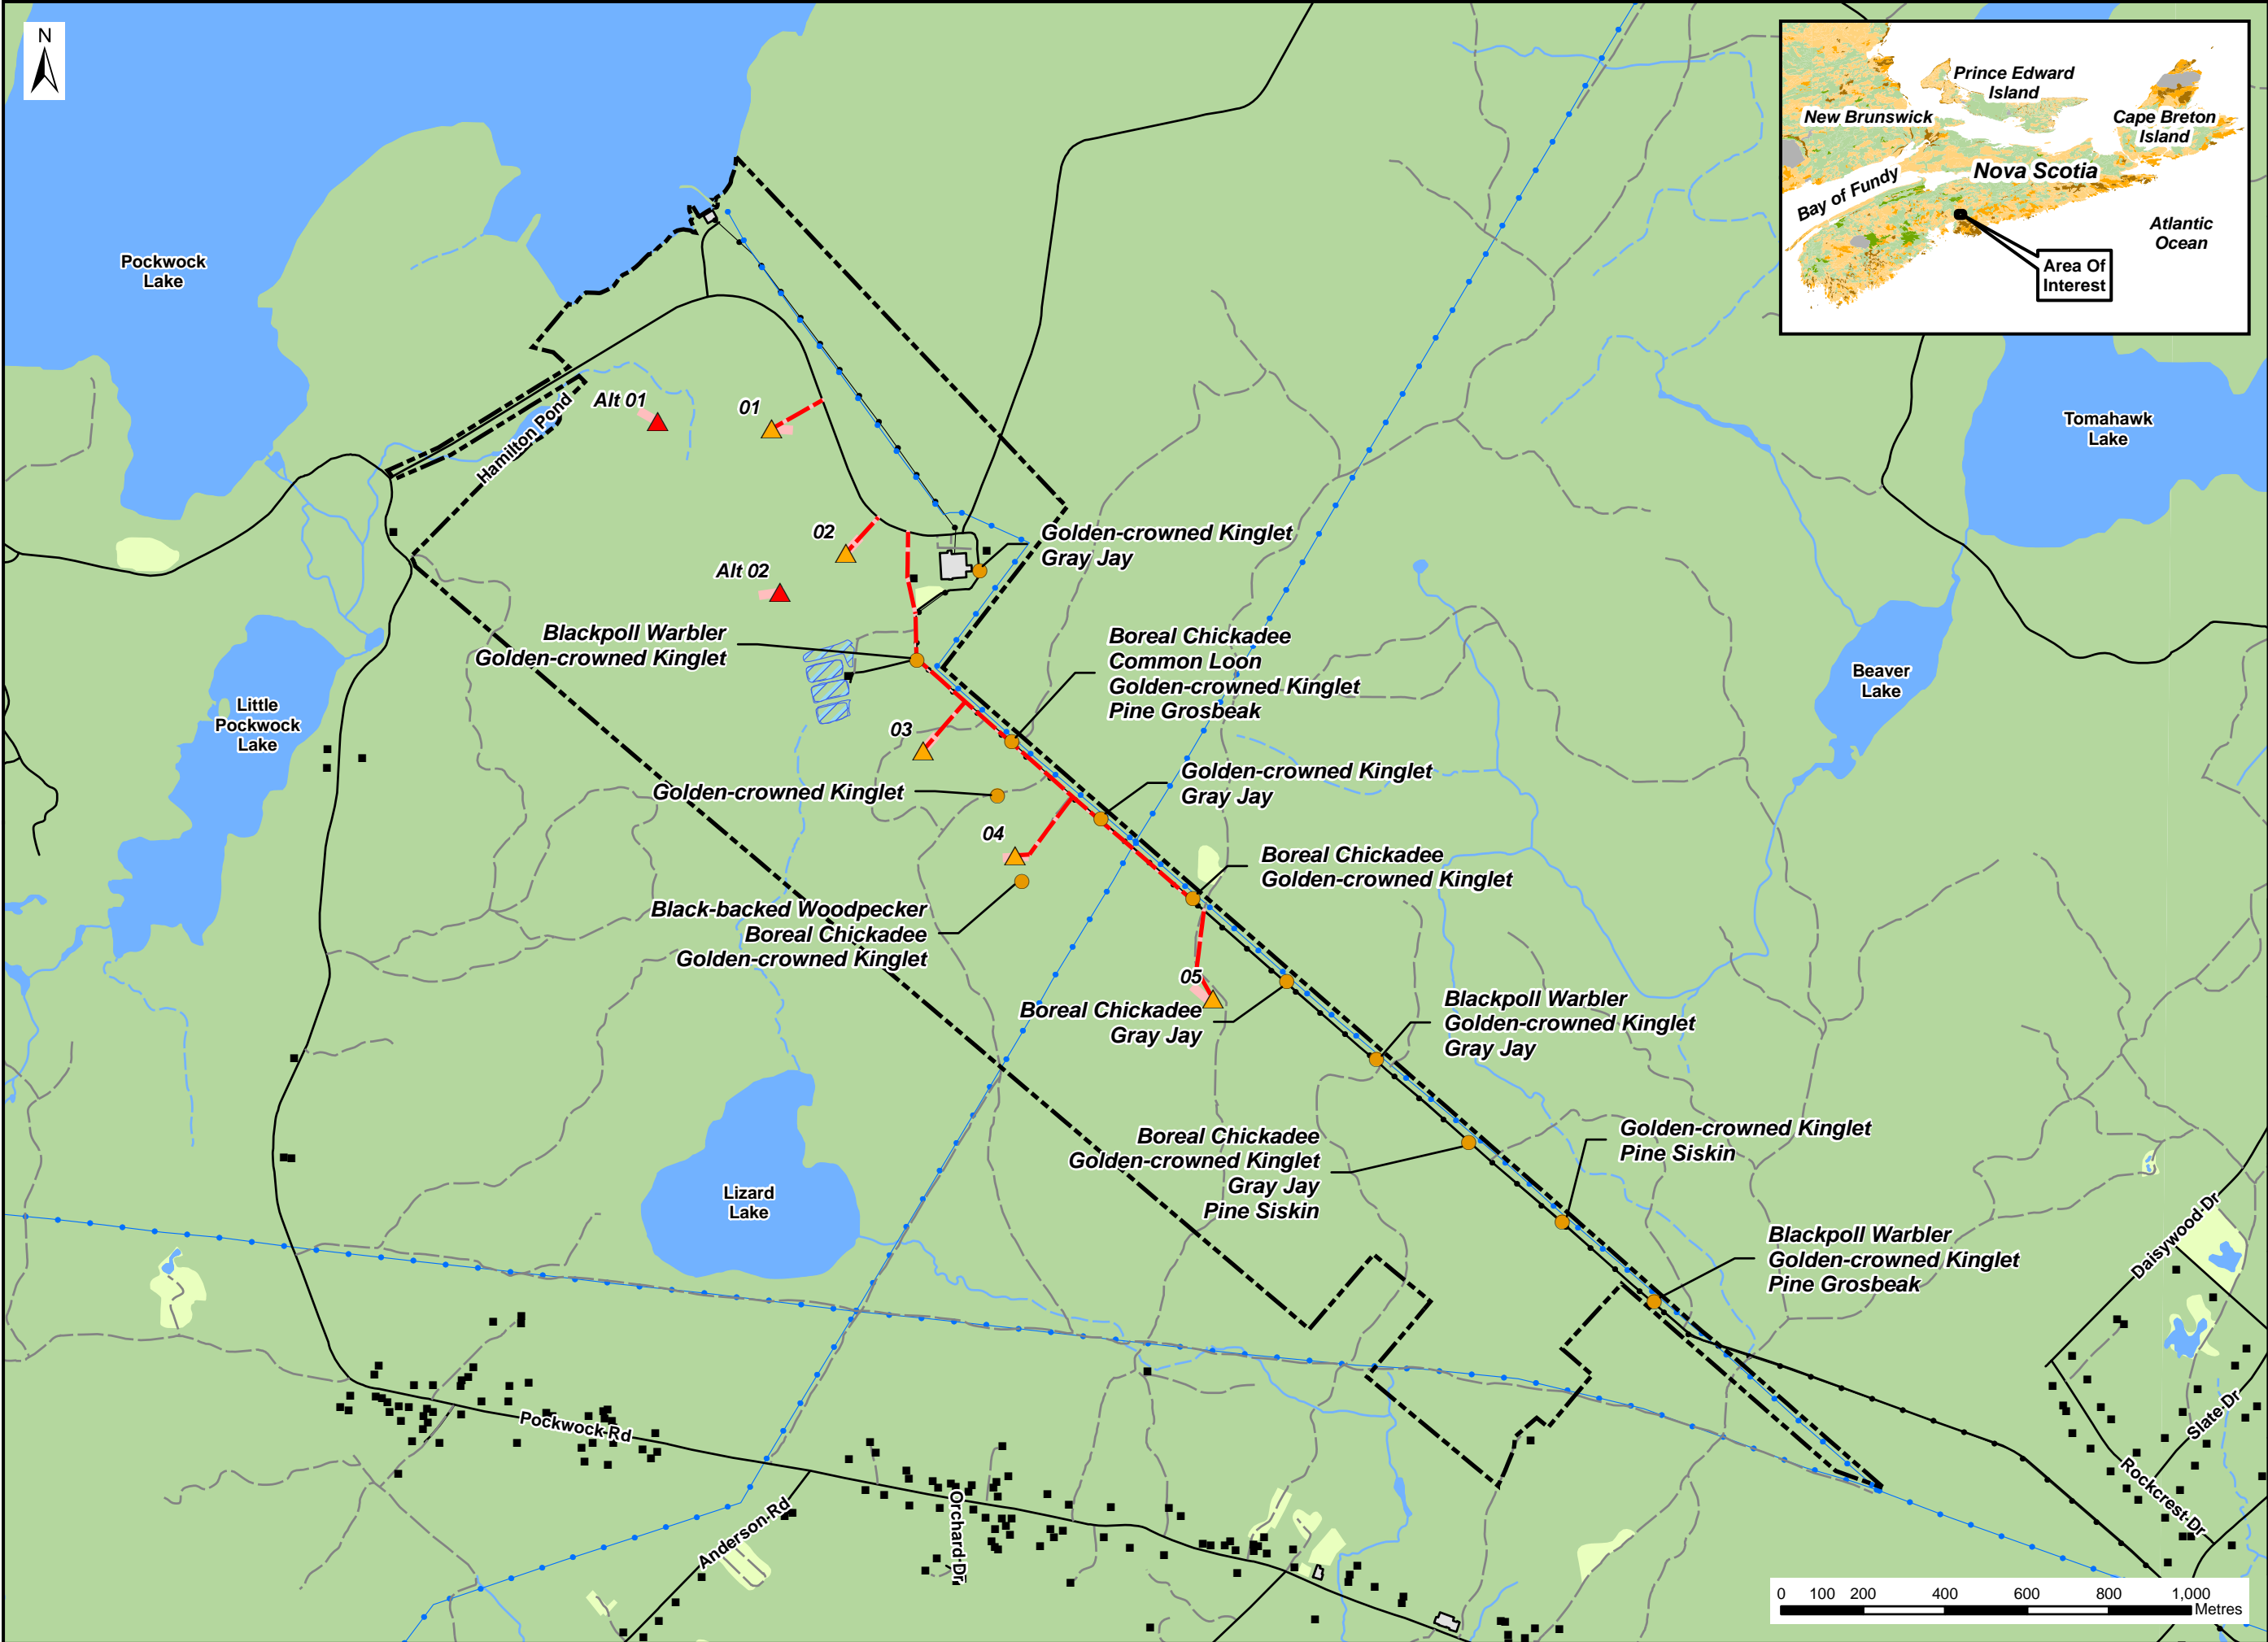 N
Prince Edward
Island
New Brunswick
Cape Breton
Island
Nova Scotia
Bay of Fundy
Atlantic
Ocean
Area Of
Interest
Pockwock
Lake
Tomahawk
Lake
Alt 01
01
Hamilton Pond
02
Golden-crowned Kinglet
Gray Jay
Alt 02
Blackpoll Warbler
Golden-crowned Kinglet
Boreal Chickadee
Common Loon
Golden-crowned Kinglet
Pine Grosbeak
Beaver
Lake
Little
Pockwock
Lake
03
Golden-crowned Kinglet
Golden-crowned Kinglet
Gray Jay
04
Boreal Chickadee
Golden-crowned Kinglet
Black-backed Woodpecker
Boreal Chickadee
Golden-crowned Kinglet
05
Boreal Chickadee
Gray Jay
Blackpoll Warbler
Golden-crowned Kinglet
Gray Jay
Boreal Chickadee
Golden-crowned Kinglet
Gray Jay
Pine Siskin
Golden-crowned Kinglet
Pine Siskin
Lizard
Lake
Blackpoll Warbler
Golden-crowned Kinglet
Pine Grosbeak
Daisywood Dr
Slate Dr
Rockcrest Dr
Pockwock Rd
Anderson Rd
Orchard Dr
0 100 200 400 600 800 1,000
Metres